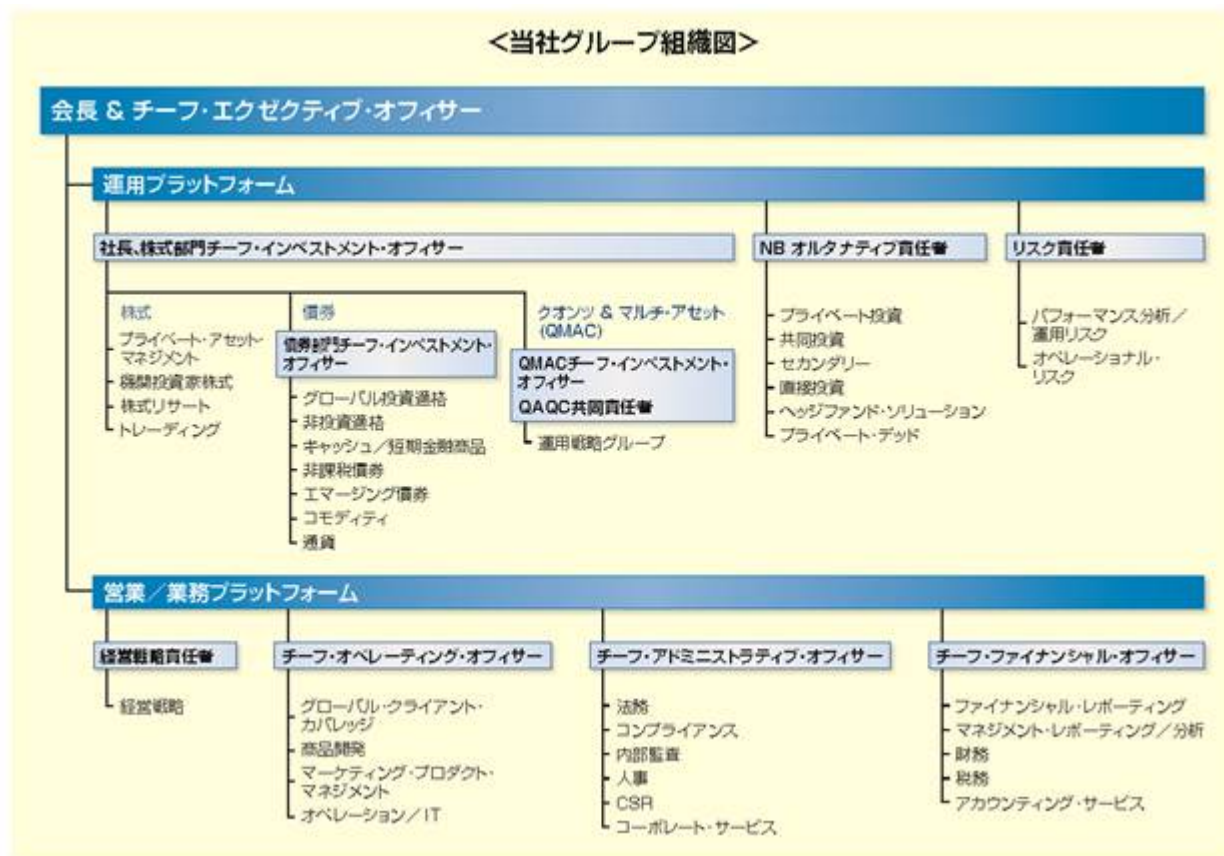 <当社グループ組織図>
会長 & チーフ・エクゼクティブ・オフィサー
運用プラットフォーム
社長、株式部門チーフ・インベストメント・オフィサー
株式
プライベート・アセット・
マネジメント
機関投資家株式
株式リサート
トレーディング
債券
債券部門チーフ・インベストメント・
オフィサー
グローバル投資適格
非投資適格
キャッシュ/短期金融商品
非課税債券
エマージング債券
コモディティ
通貨
クオンツ & マルチ・アセット
(QMAC)
QMACチーフ・インベストメント・
オフィサー
QAQC共同責任者
運用戦略グループ
NB オルタナティブ責任者
プライベート投資
共同投資
セカンダリー
直接投資
ヘッジファンド・ソリューション
プライベート・デッド
リスク責任者
パフォーマンス分析/
運用リスク
オペレーショナル・
リスク
営業/業務プラットフォーム
経営戦略責任者
経営戦略
チーフ・オペレーティング・オフィサー
グローバル・クライアント・
カバレッジ
商品開発
マーケティング・プロダクト・
マネジメント
オペレーション/IT
チーフ・アドミニストラティブ・オフィサー
法務
コンプライアンス
内部監査
人事
CSR
コーポレート・サービス
チーフ・ファイナンシャル・オフィサー
ファイナンシャル・レポーティング
マネジメント・レポーティング/分析
財務
税務
アカウンティング・サービス